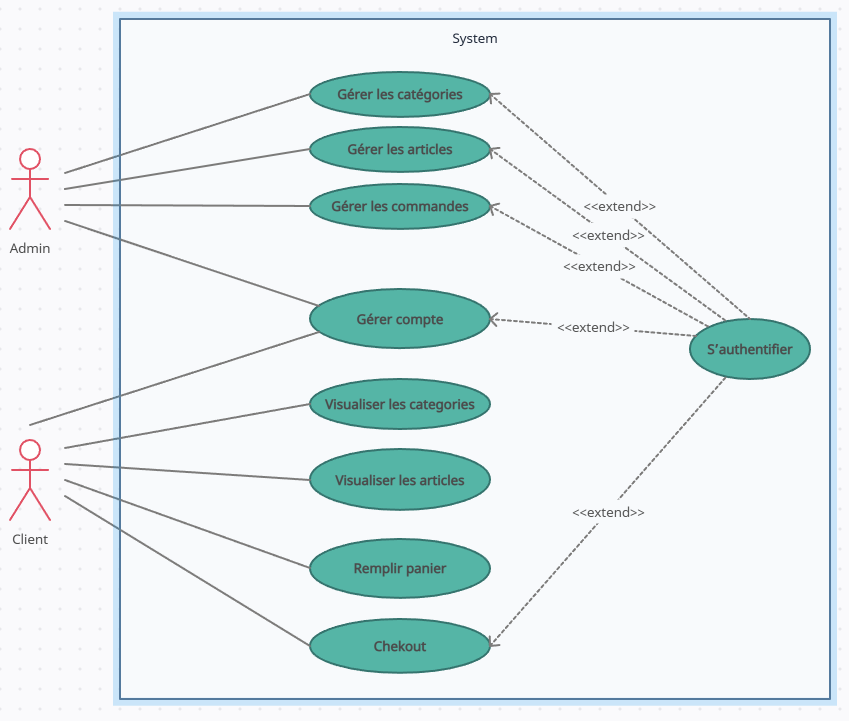 System
Gérer les catégories
Gérer les articles
Gérer les commandes
<<extend>>
<<extend>>
Admin
<<extend>>
Gérer compte
<<extend>>
S'authentifier
Visualiser les categories
Visualiser les articles
<<extend>>
Client
Remplir panier
Chekout